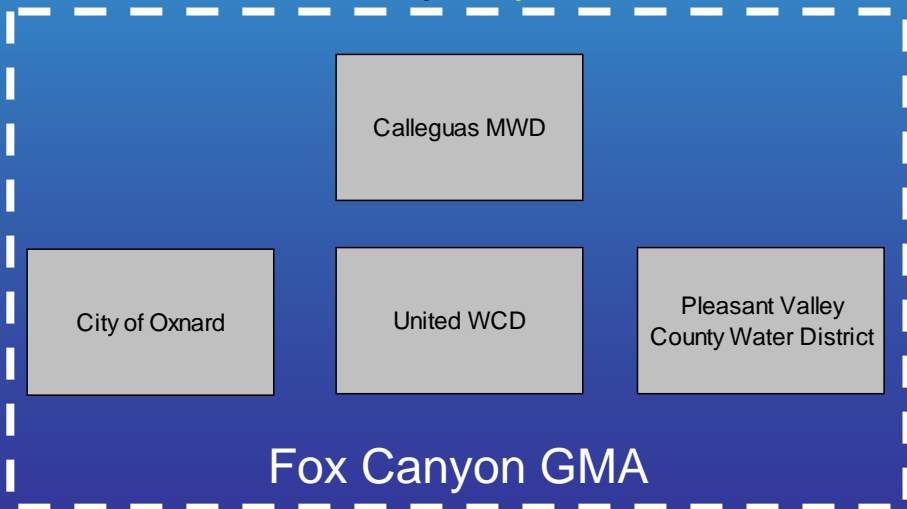 Calleguas MWD
City of Oxnard
United WCD
Pleasant Valley
County Water District
Fox Canyon GMA